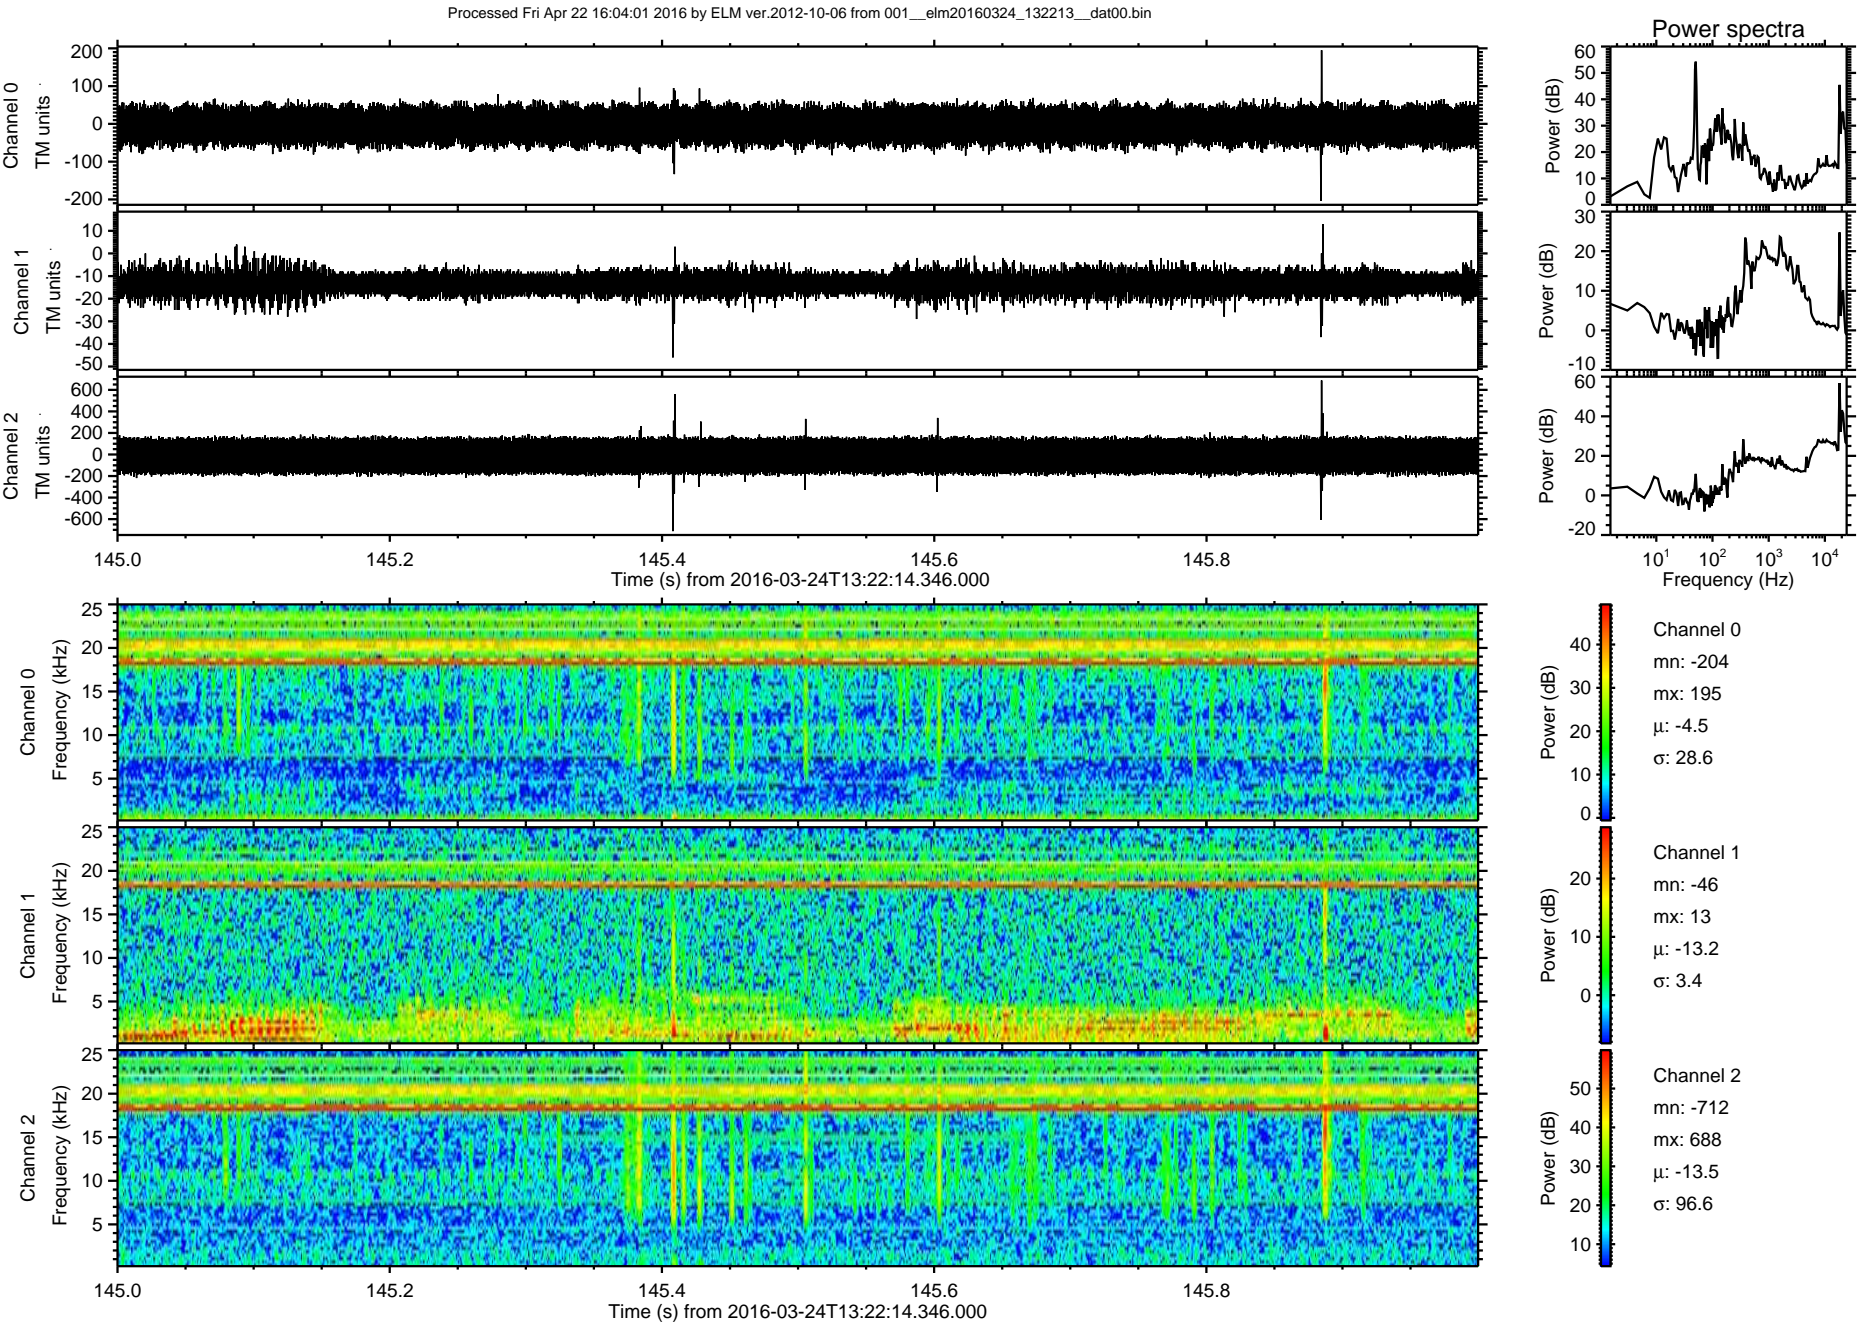 Processed Fri Apr 22 16:04:01 2016 by ELM ver.2012-10-06 from 001__elm20160324_132213__dat00.bin
Power spectra
Channel 0
TM units
200
100
0
-100
-200
Power (dB)
60
50
40
30
20
10
0
Channel 1
TM units
10
0
-10
-20
-30
-40
-50
Power (dB)
30
20
10
0
-10
Channel 2
TM units
600
400
200
0
-200
-400
-600
Power (dB)
60
40
20
0
-20
145.0 145.2 145.4 145.6 145.8
Time (s) from 2016-03-24T13:22:14.346.000
10¹ 10² 10³ 10⁴
Frequency (Hz)
Channel 0
Frequency (kHz)
25
20
15
10
5
Power (dB)
40
30
20
10
0
Channel 0
mn: -204
mx: 195
μ: -4.5
σ: 28.6
Channel 1
Frequency (kHz)
25
20
15
10
5
Power (dB)
20
10
0
Channel 1
mn: -46
mx: 13
μ: -13.2
σ: 3.4
Channel 2
Frequency (kHz)
25
20
15
10
5
Power (dB)
50
40
30
20
10
Channel 2
mn: -712
mx: 688
μ: -13.5
σ: 96.6
145.0 145.2 145.4 145.6 145.8
Time (s) from 2016-03-24T13:22:14.346.000